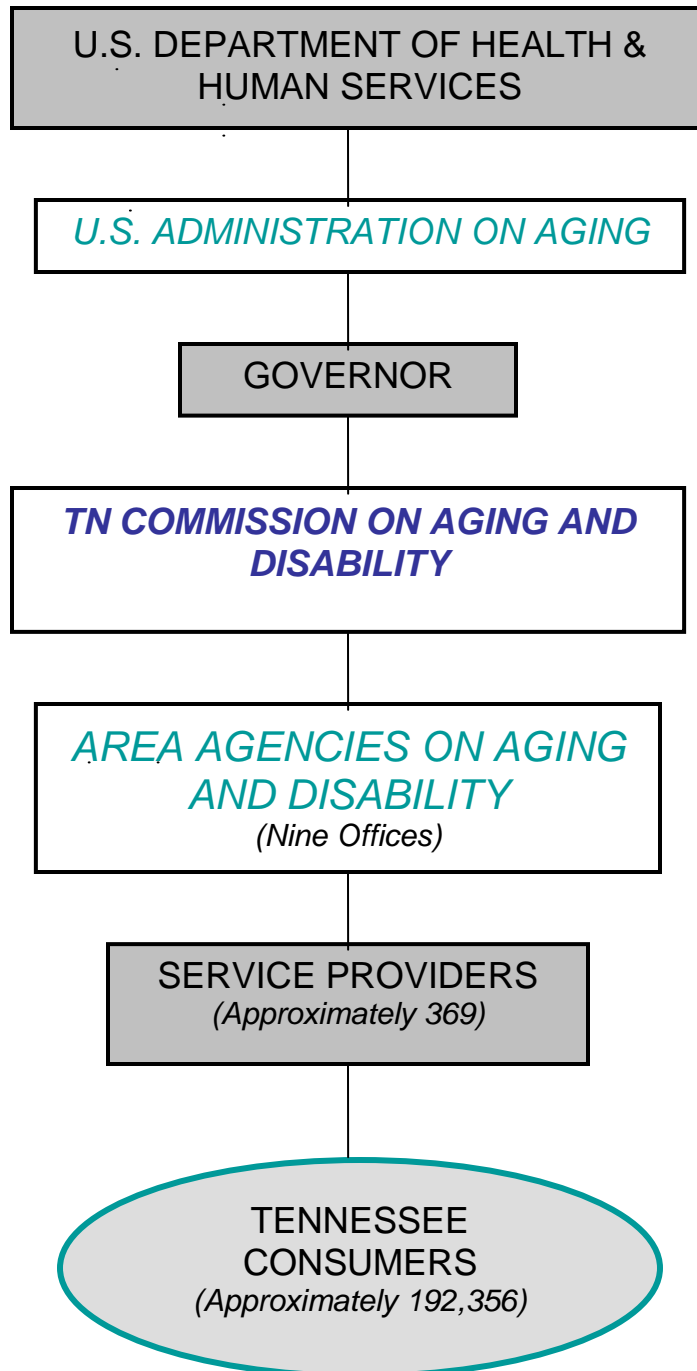 U.S. DEPARTMENT OF HEALTH &
HUMAN SERVICES
U.S. ADMINISTRATION ON AGING
GOVERNOR
TN COMMISSION ON AGING AND
DISABILITY
AREA AGENCIES ON AGING
AND DISABILITY
(Nine Offices)
SERVICE PROVIDERS
(Approximately 369)
TENNESSEE
CONSUMERS
(Approximately 192,356)